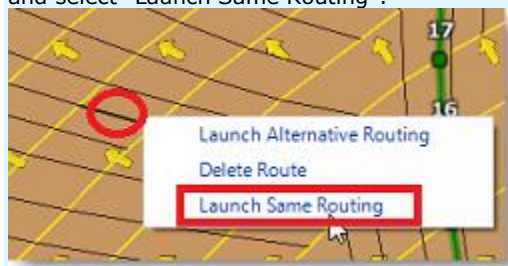 and select "Launch Same Routing".
17
16
Launch Alternative Routing
Delete Route
Launch Same Routing